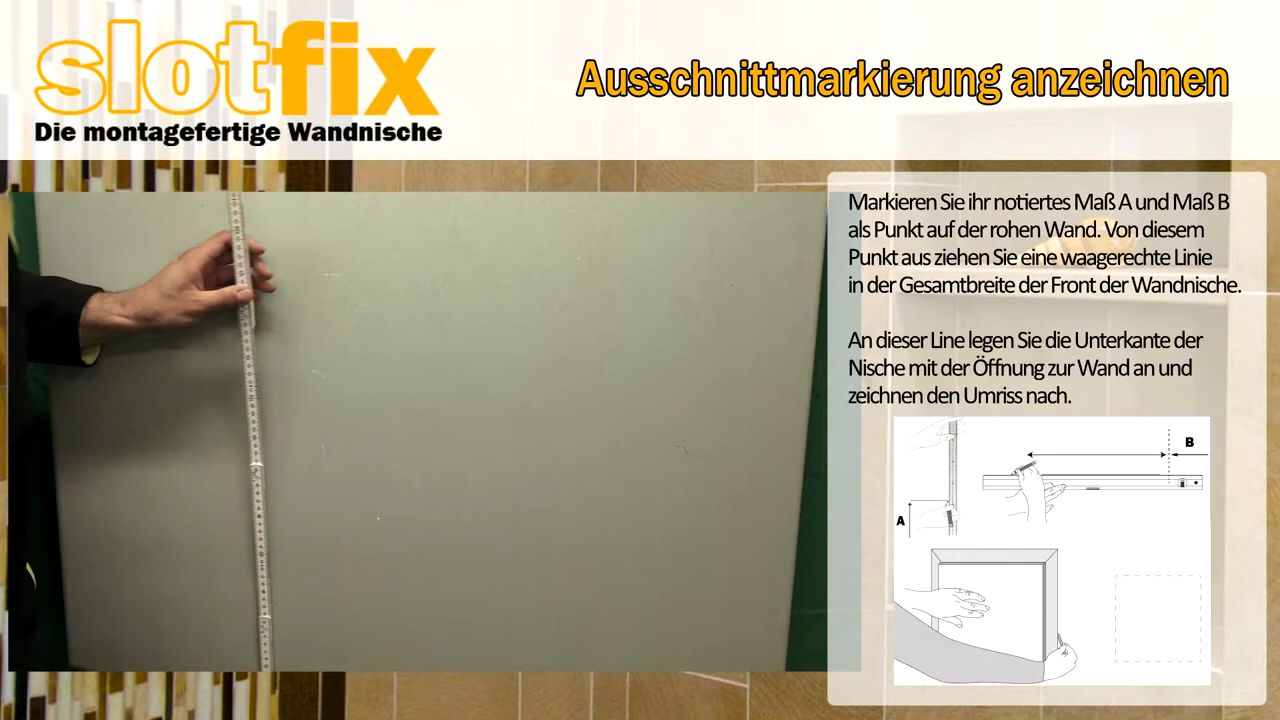 slotfix
Die montagefertige Wandnische
Ausschnittmarkierung anzeichnen
Markieren Sie ihr notiertes Maß A und Maß B
als Punkt auf der rohen Wand. Von diesem
Punkt aus ziehen Sie eine waagerechte Linie
in der Gesamtbreite der Front der Wandnische.
An dieser Line legen Sie die Unterkante der
Nische mit der Öffnung zur Wand an und
zeichnen den Umriss nach.
B
A